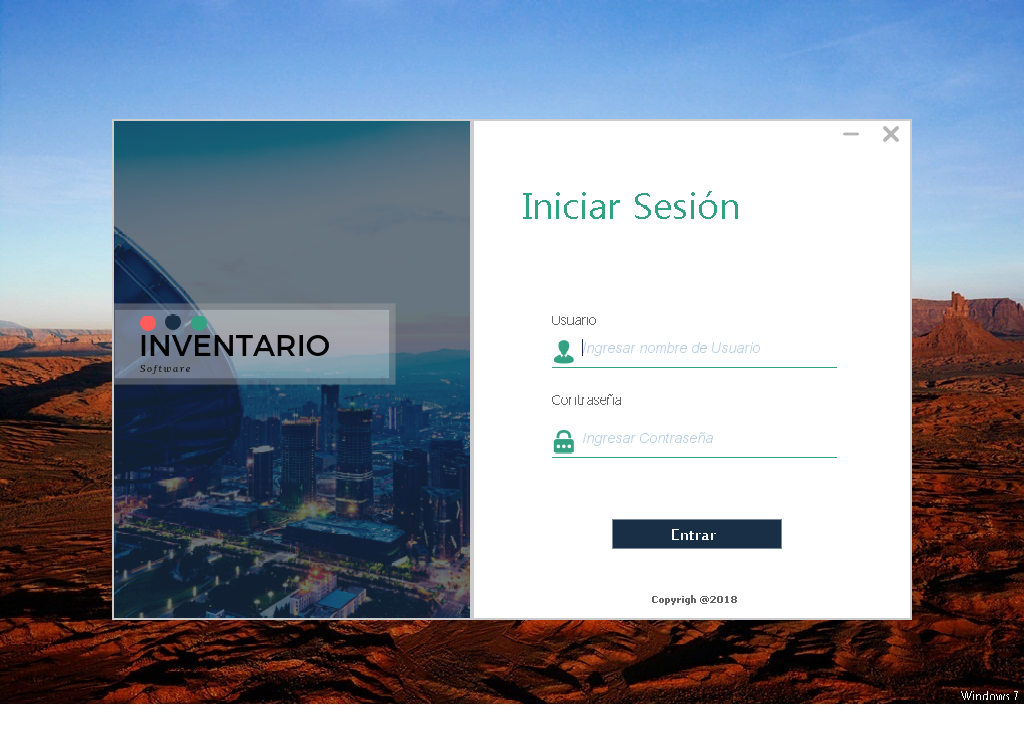 INVENTARIO
Software
Iniciar Sesión
Usuario
Ingresar nombre de Usuario
Contraseña
Ingresar Contraseña
Entrar
Copyrigh @2018
Windows 7